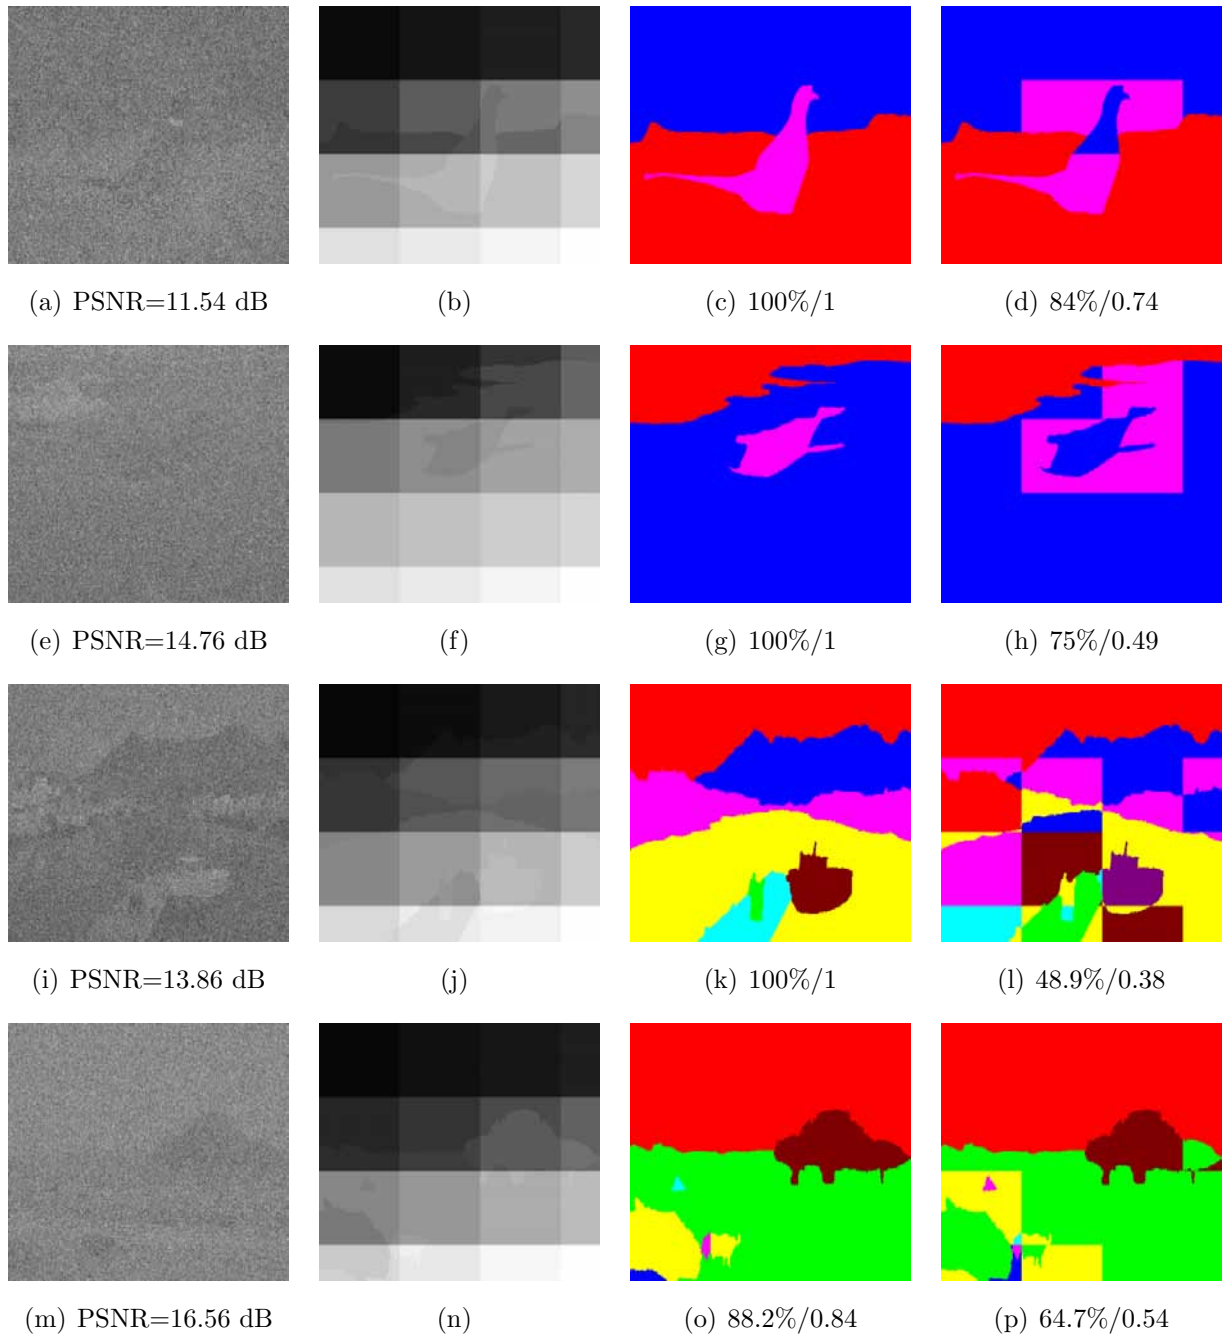 (a) PSNR=11.54 dB
(b)
(c) 100%/1
(d) 84%/0.74
(e) PSNR=14.76 dB
(f)
(g) 100%/1
(h) 75%/0.49
(i) PSNR=13.86 dB
(j)
(k) 100%/1
(l) 48.9%/0.38
(m) PSNR=16.56 dB
(n)
(o) 88.2%/0.84
(p) 64.7%/0.54